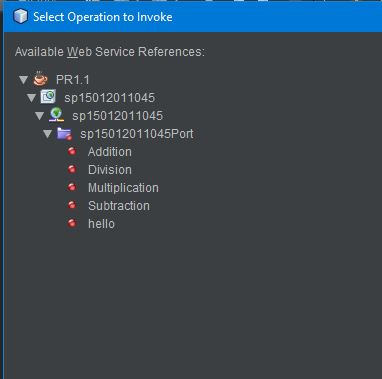 Select Operation to Invoke
Available Web Service References:
PR1.1
sp15012011045
sp15012011045
sp15012011045Port
Addition
Division
Multiplication
Subtraction
hello